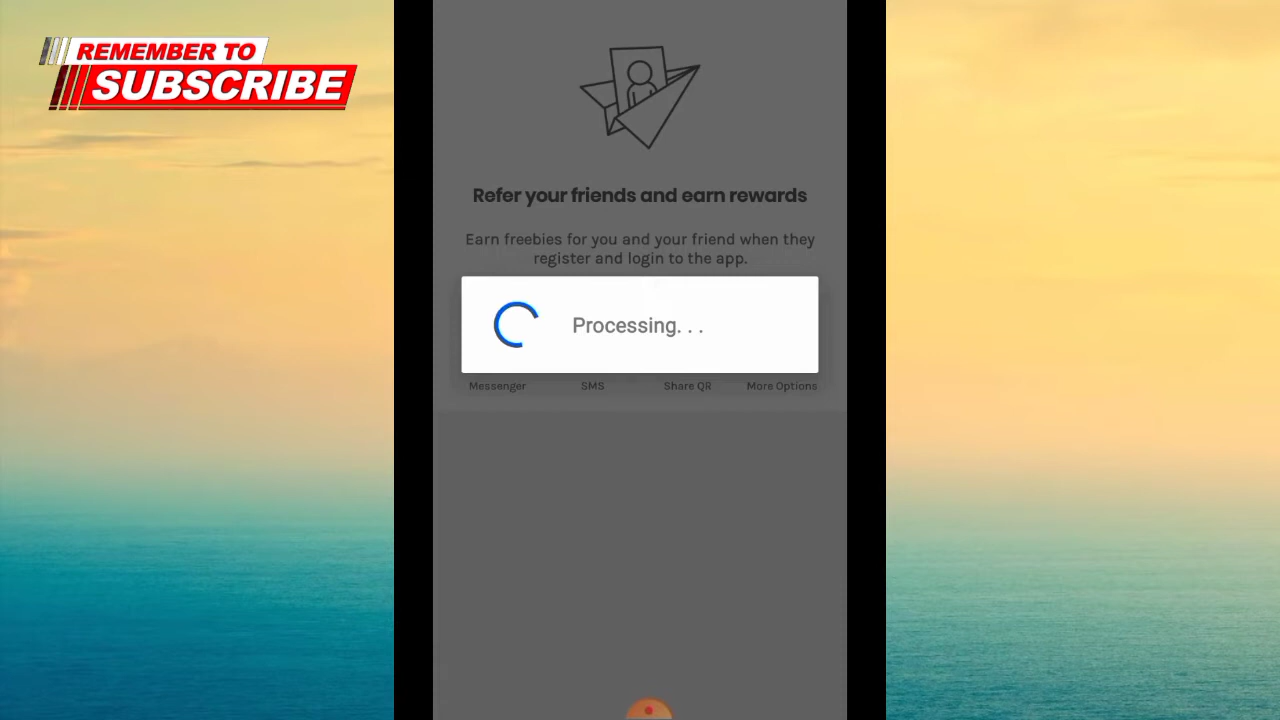 REMEMBER TO
SUBSCRIBE
Refer your friends and earn rewards
Earn freebies for you and your friend when they
register and login to the app.
Processing. . .
Messenger SMS Share QR More Options